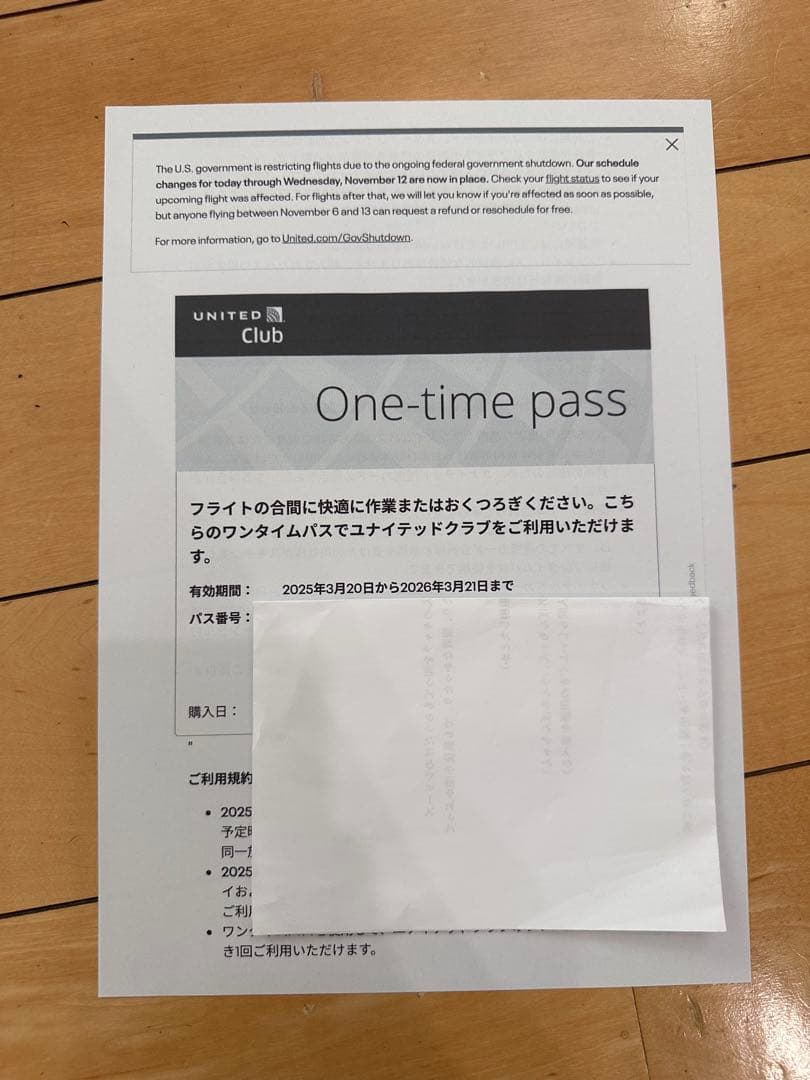 The U.S. government is restricting flights due to the ongoing federal government shutdown. Our schedule
changes for today through Wednesday, November 12 are now in place. Check your flight status to see if your
upcoming flight was affected. For flights after that, we will let you know if you're affected as soon as possible,
but anyone flying between November 6 and 13 can request a refund or reschedule for free.
For more information, go to United.com/GovShutdown.
UNITED
Club
One-time pass
フライトの合間に快適に作業またはおくつろぎください。こち
らのワンタイムパスでユナイテッドクラブをご利用いただけま
す。
有効期間： 2025年3月20日から2026年3月21日まで
パス番号：
購入日：
"
ご利用規約
• 2025
予定
同一
• 2025
イお
ご利
• ワン
き1回ご利用いただけます。
edback